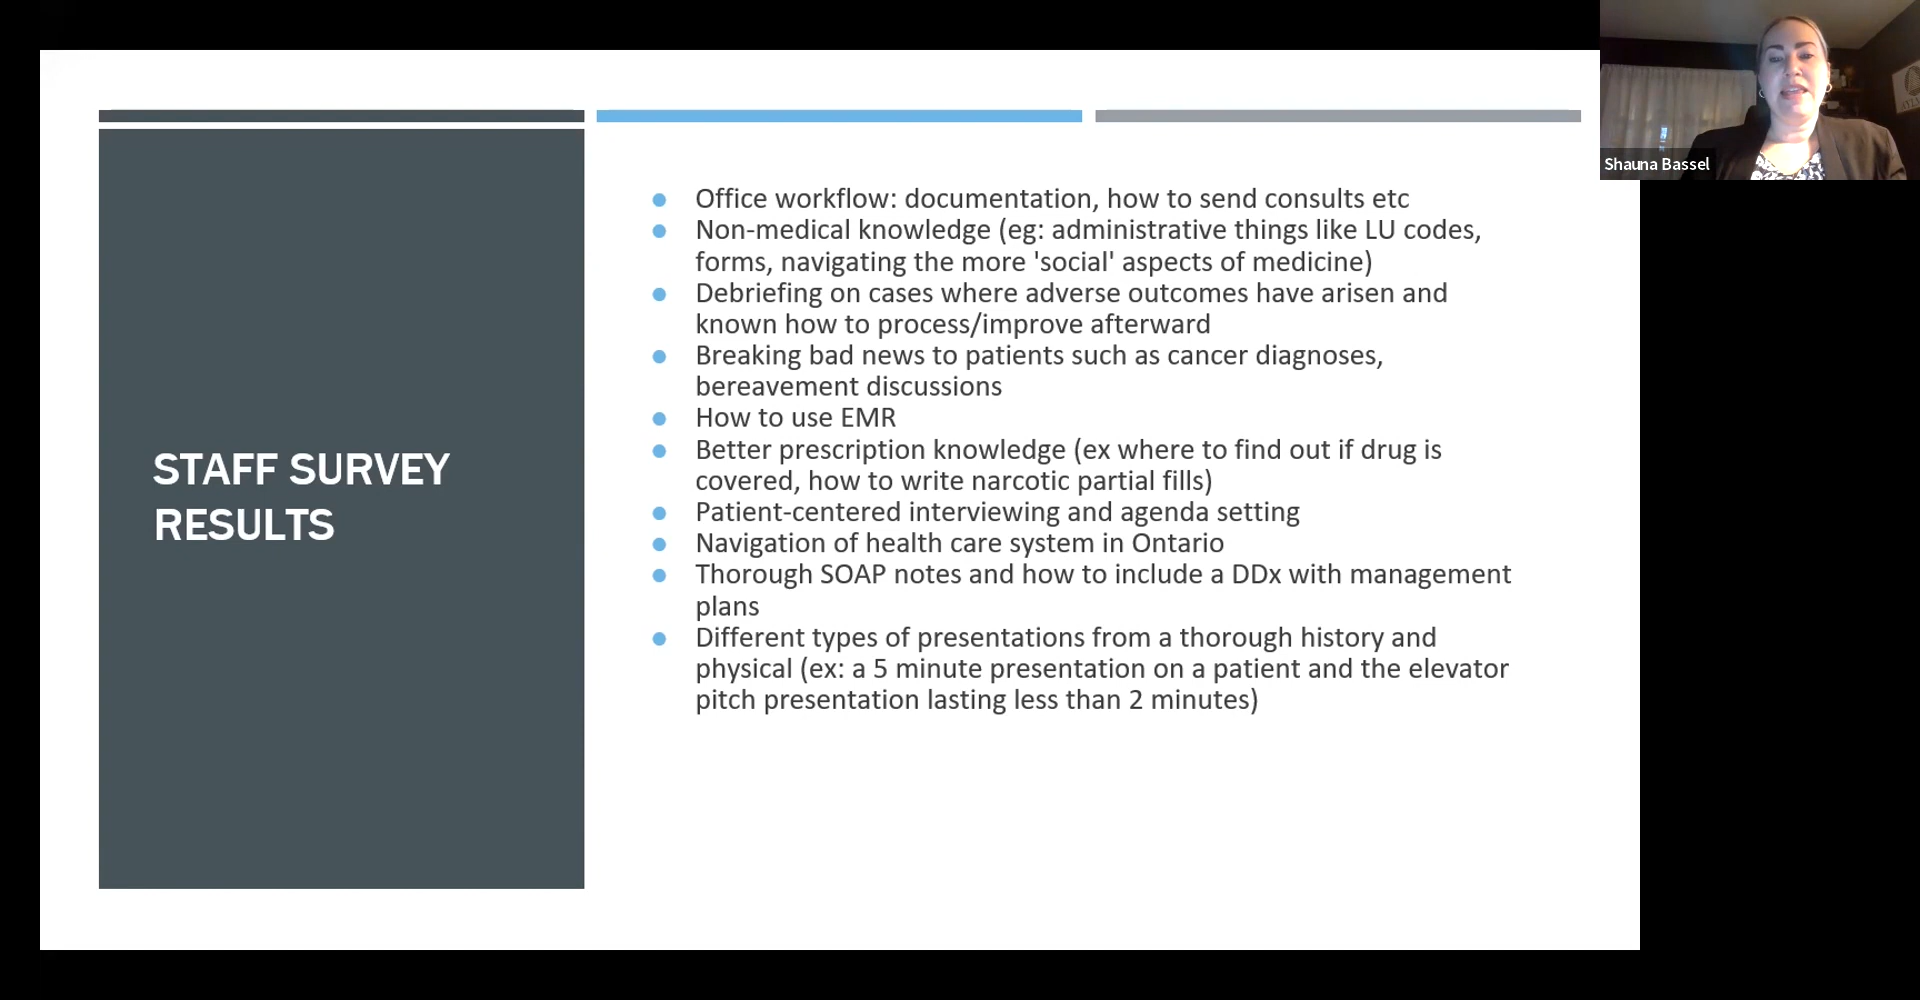 Shauna Bassel
STAFF SURVEY
RESULTS
Office workflow: documentation, how to send consults etc
Non-medical knowledge (eg: administrative things like LU codes,
forms, navigating the more 'social' aspects of medicine)
Debriefing on cases where adverse outcomes have arisen and
known how to process/improve afterward
Breaking bad news to patients such as cancer diagnoses,
bereavement discussions
How to use EMR
Better prescription knowledge (ex where to find out if drug is
covered, how to write narcotic partial fills)
Patient-centered interviewing and agenda setting
Navigation of health care system in Ontario
Thorough SOAP notes and how to include a DDx with management
plans
Different types of presentations from a thorough history and
physical (ex: a 5 minute presentation on a patient and the elevator
pitch presentation lasting less than 2 minutes)